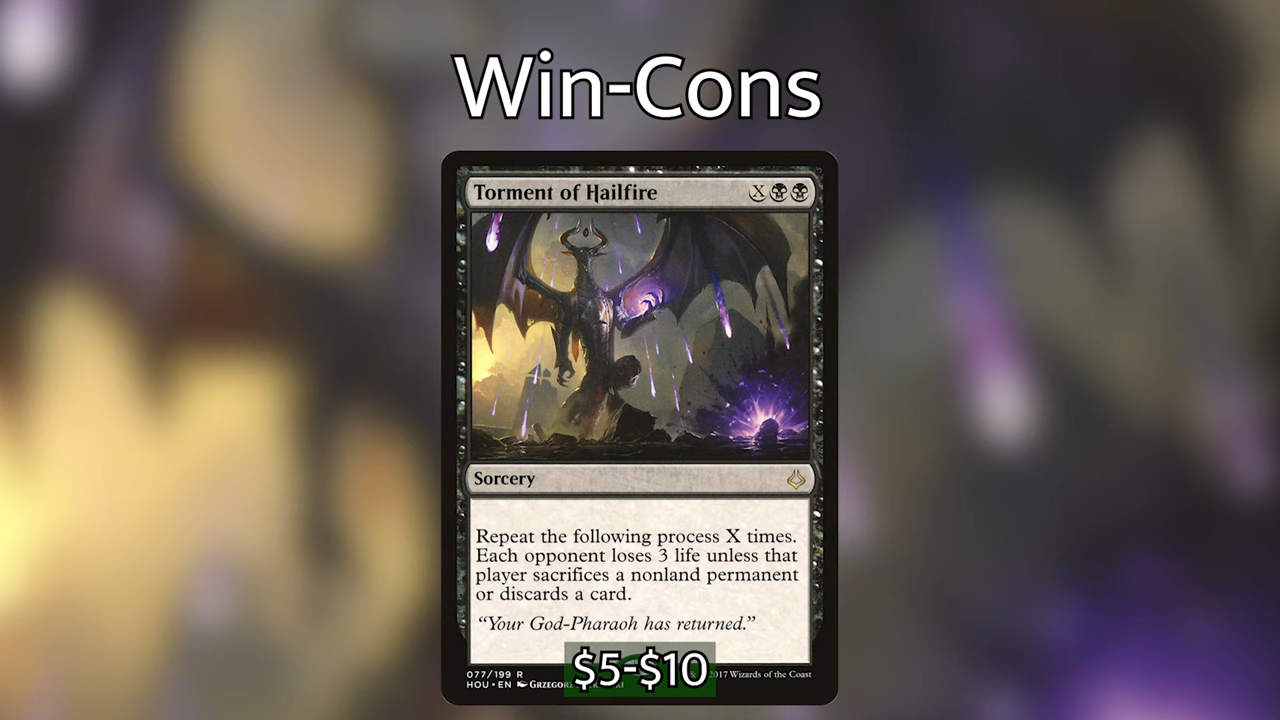 Win-Cons
Torment of Hailfire X
Sorcery
Repeat the following process X times.
Each opponent loses 3 life unless that
player sacrifices a nonland permanent
or discards a card.
“Your God-Pharaoh has returned.”
$5-$10
077/199 R
2017 Wizards of the Coast
HOU • EN